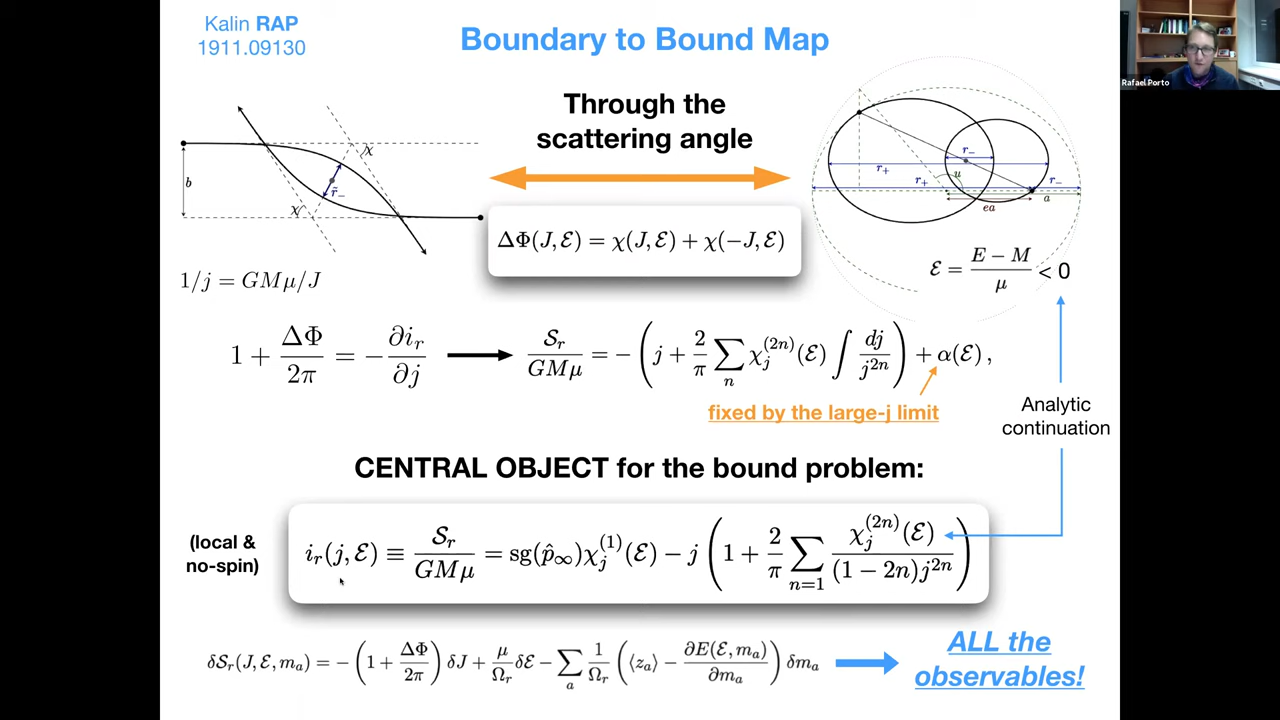 Kalin RAP
1911.09130
Boundary to Bound Map
Rafael Porto
Through the
scattering angle
b
χ
χ
r̃₋
ΔΦ(J, ℰ) = χ(J, ℰ) + χ(−J, ℰ)
r₋
r₊
r₊
u
r₋
a
ea
ℰ = (E − M)/μ < 0
1/j = GMμ/J
1 + ΔΦ/2π = −∂i_r/∂j
𝒮_r/GMμ = −( j + 2/π ∑_n χ_j^(2n)(ℰ) ∫ dj/j^{2n} ) + α(ℰ) ,
fixed by the large-j limit
Analytic
continuation
CENTRAL OBJECT for the bound problem:
(local &
no-spin)
i_r(j, ℰ) ≡ 𝒮_r/GMμ = sg(p̂_∞)χ_j^(1)(ℰ) − j ( 1 + 2/π ∑_{n=1} χ_j^(2n)(ℰ)/((1 − 2n)j^{2n}) )
δ𝒮_r(J, ℰ, m_a) = −( 1 + ΔΦ/2π ) δJ + μ/Ω_r δℰ − ∑_a 1/Ω_r ( ⟨z_a⟩ − ∂E(ℰ, m_a)/∂m_a ) δm_a
ALL the
observables!